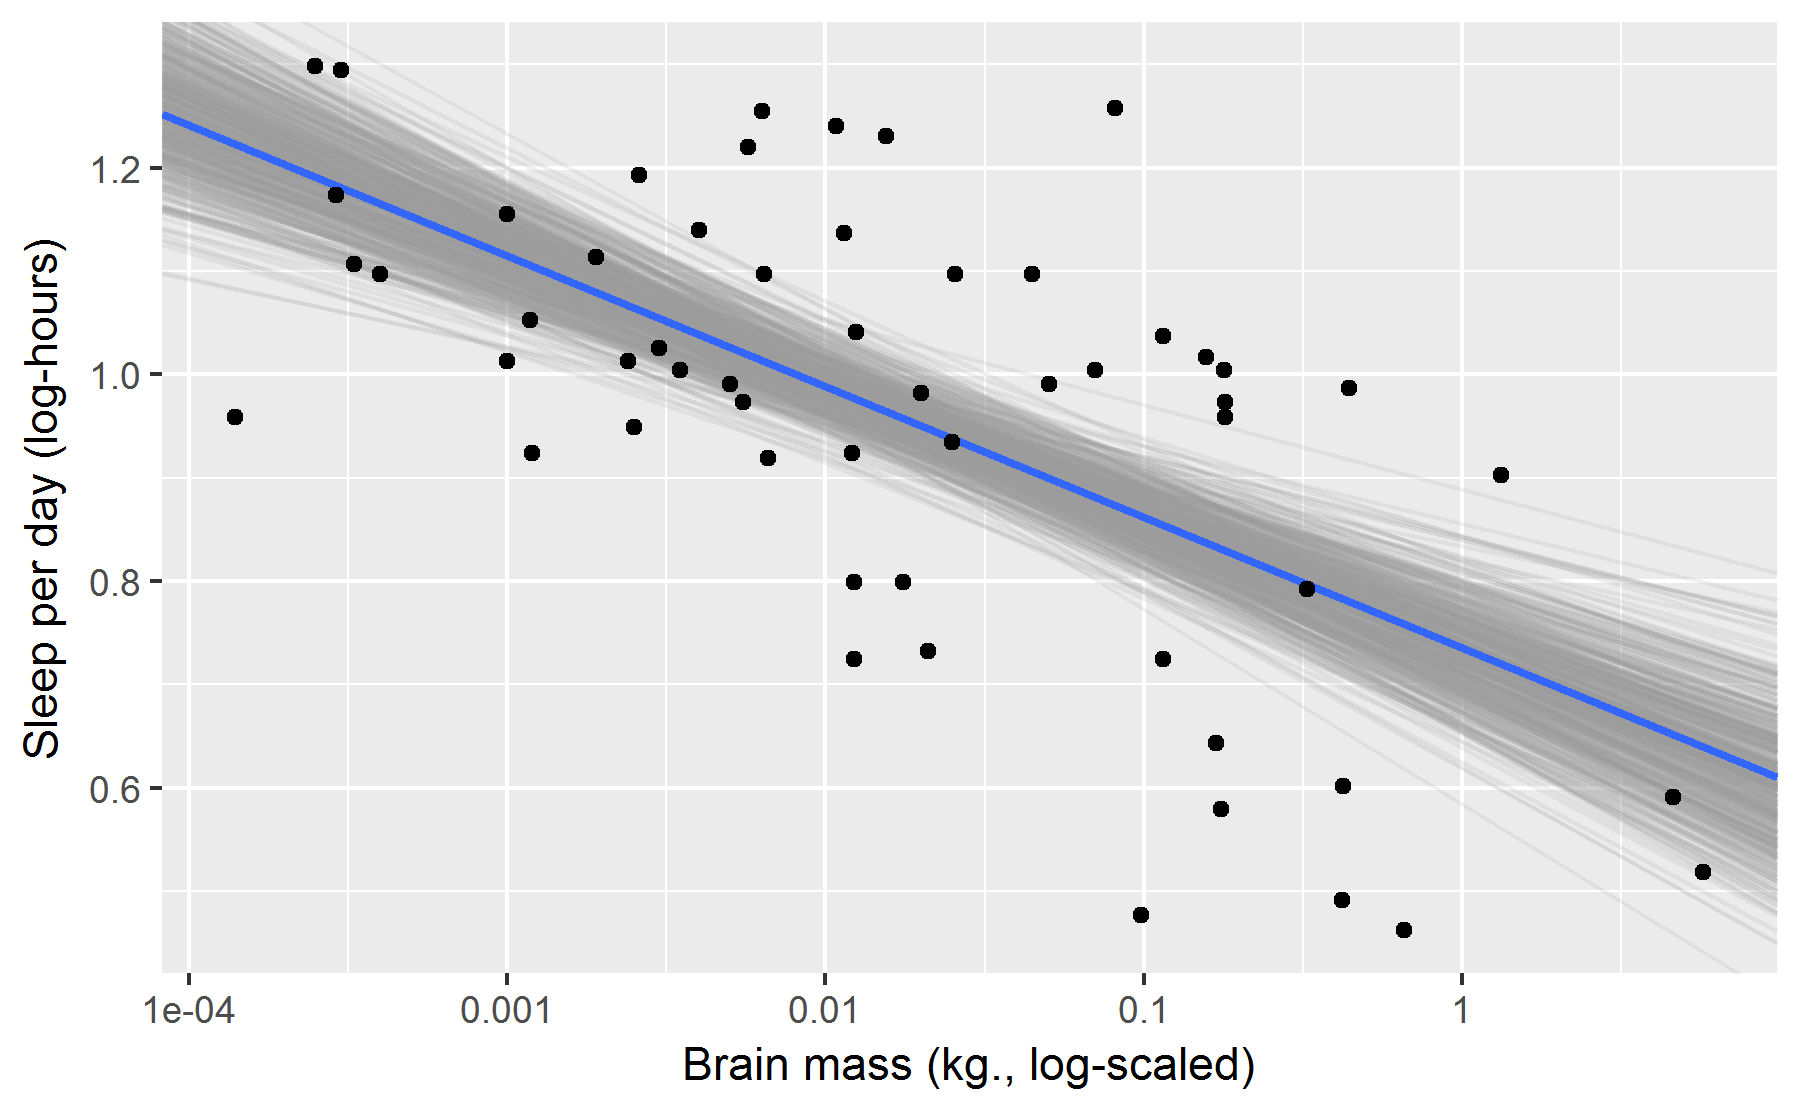 Sleep per day (log-hours)
1.2
1.0
0.8
0.6
1e-04
0.001
0.01
0.1
1
Brain mass (kg., log-scaled)